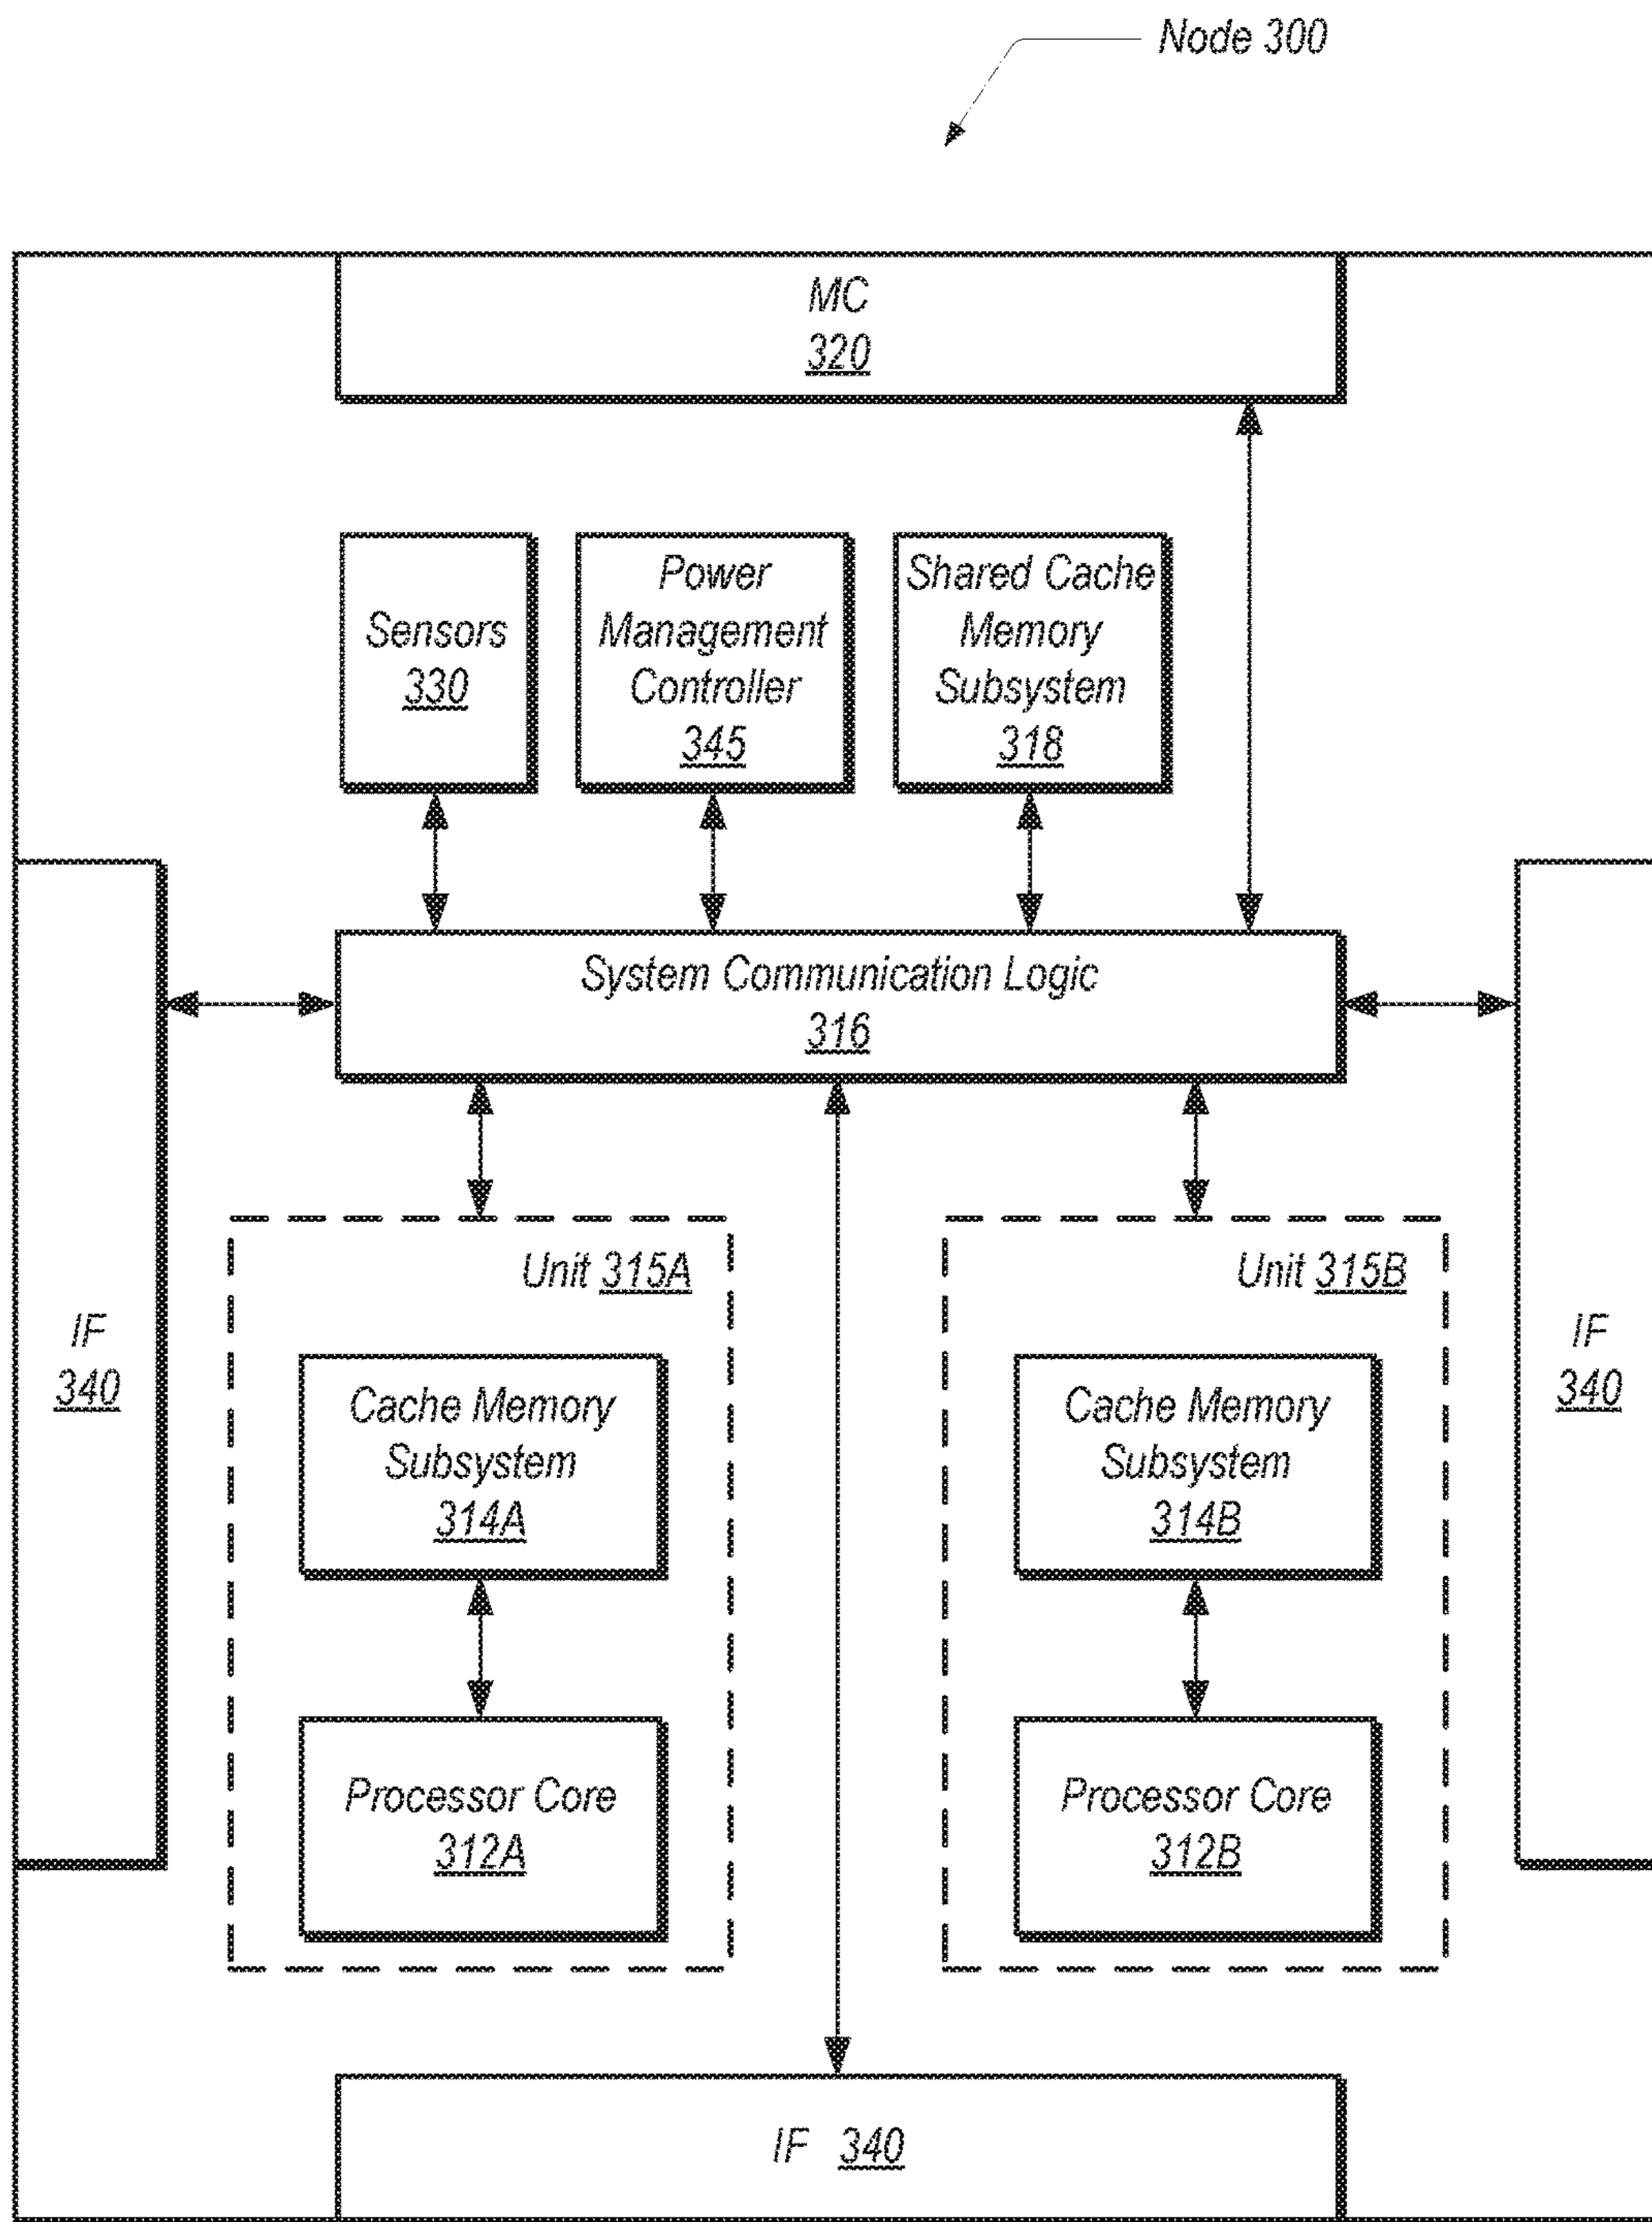 Node 300
MC
320
Sensors
330
Power
Management
Controller
345
Shared Cache
Memory
Subsystem
318
System Communication Logic
316
IF
340
Unit 315A
Cache Memory
Subsystem
314A
Processor Core
312A
Unit 315B
Cache Memory
Subsystem
314B
Processor Core
312B
IF
340
IF 340